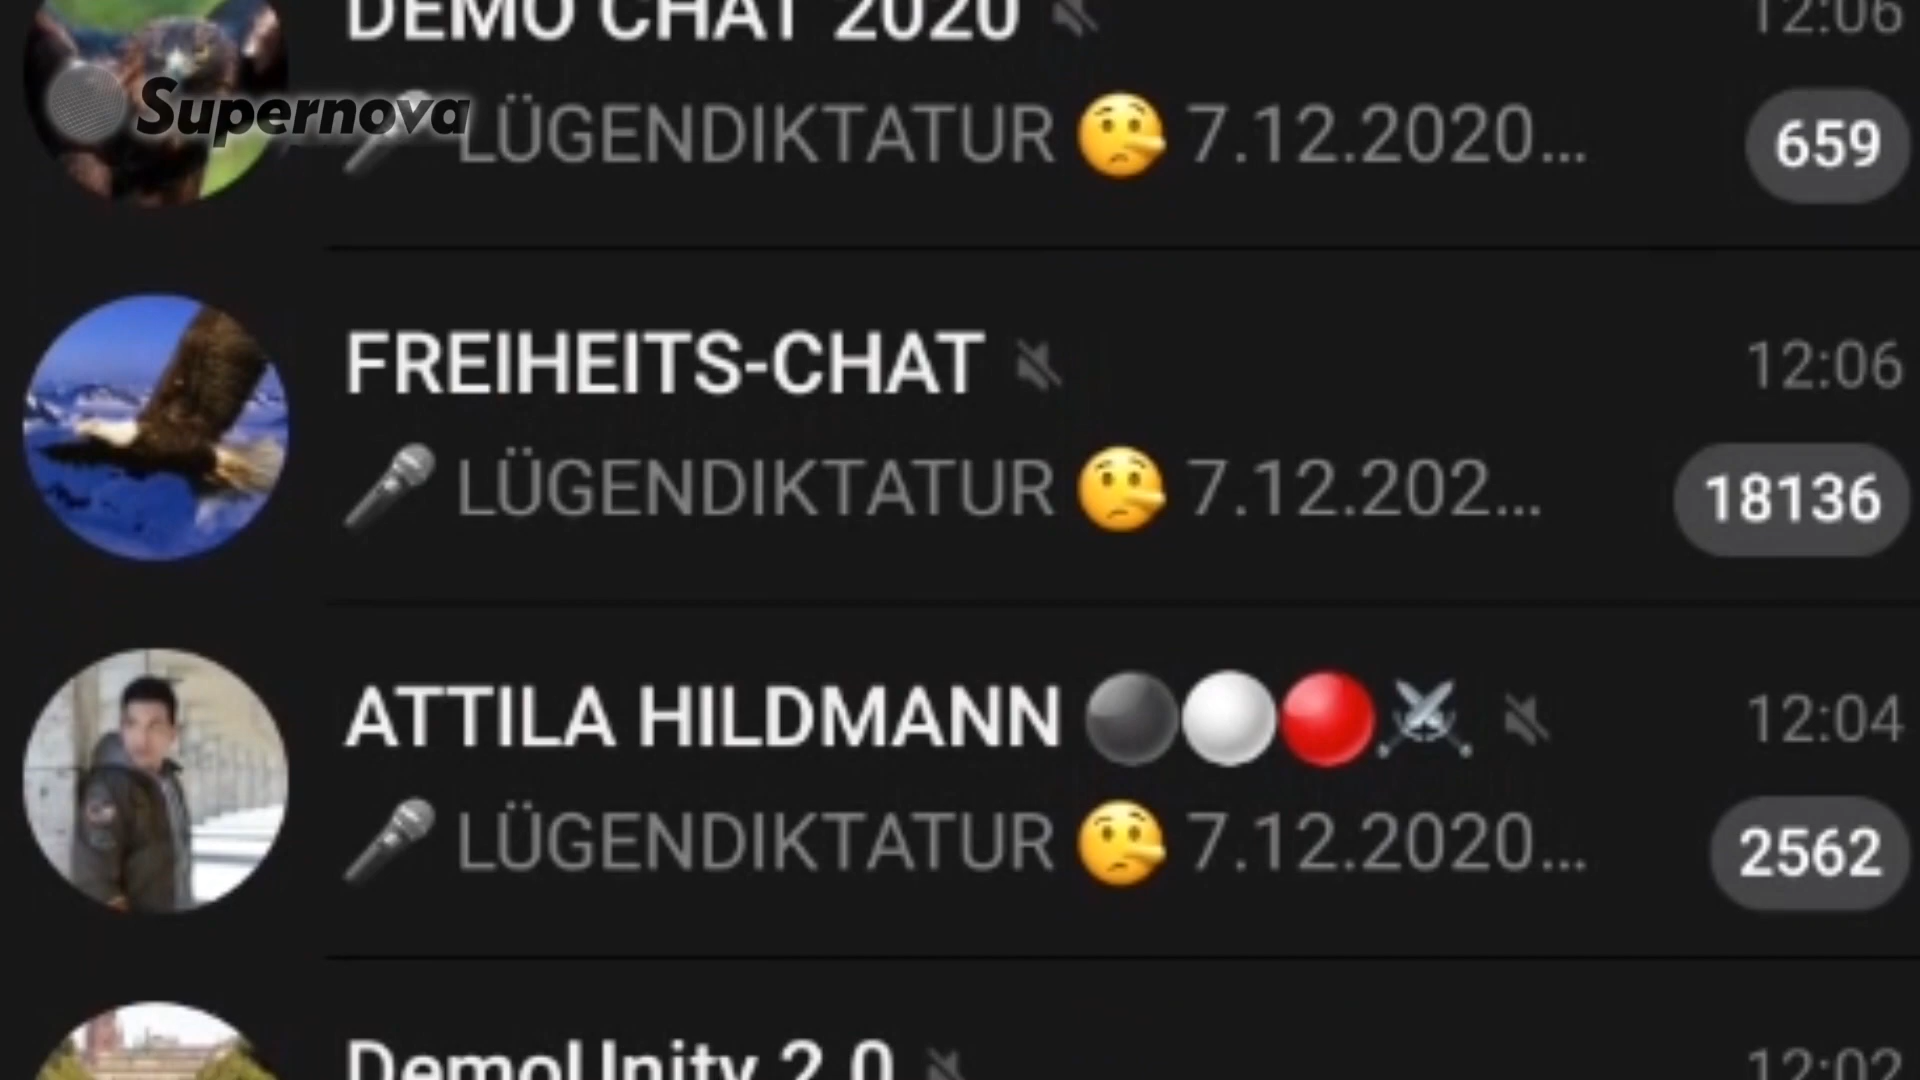 DEMO CHAT 2020
12:06
Supernova
LÜGENDIKTATUR 🤥 7.12.2020...
659
FREIHEITS-CHAT
12:06
🎤 LÜGENDIKTATUR 🤥 7.12.202...
18136
ATTILA HILDMANN ⚫⚪🔴⚔
12:04
🎤 LÜGENDIKTATUR 🤥 7.12.2020...
2562
DemoUnity 2.0
12:02